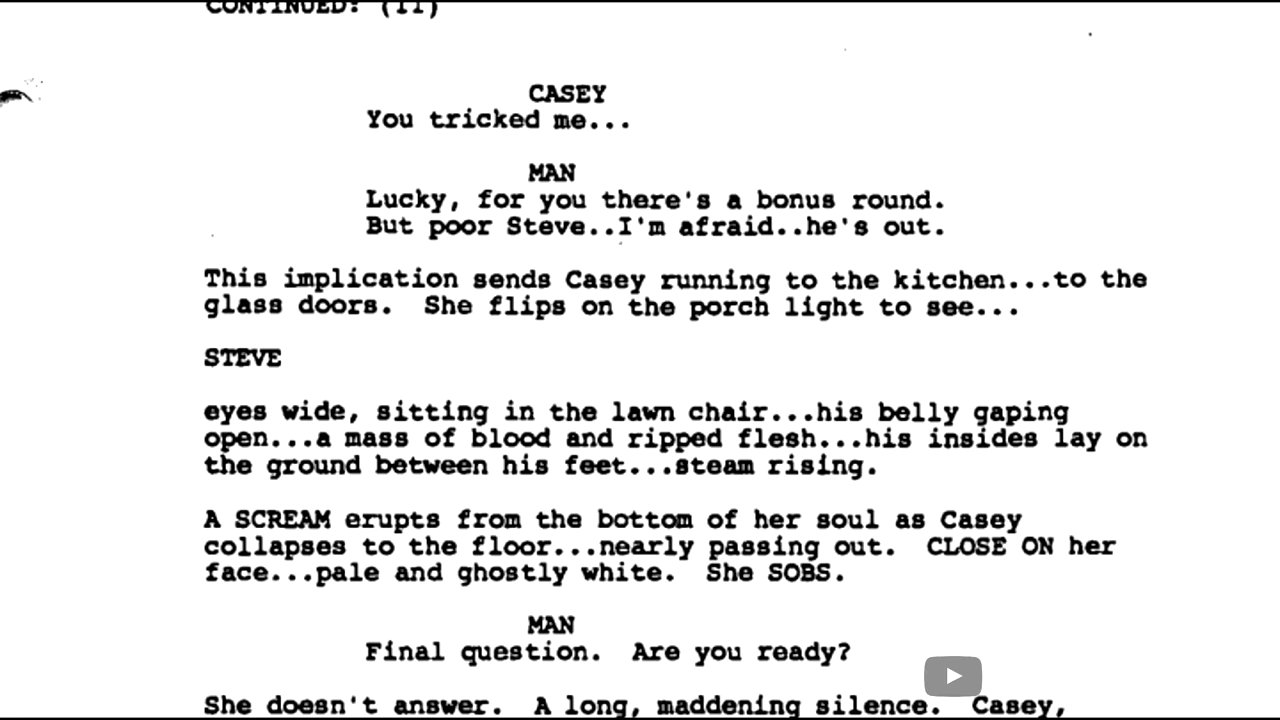 CONTINUED: (11)
CASEY
You tricked me...
MAN
Lucky, for you there's a bonus round.
But poor Steve..I'm afraid..he's out.
This implication sends Casey running to the kitchen...to the
glass doors. She flips on the porch light to see...
STEVE
eyes wide, sitting in the lawn chair...his belly gaping
open...a mass of blood and ripped flesh...his insides lay on
the ground between his feet...steam rising.
A SCREAM erupts from the bottom of her soul as Casey
collapses to the floor...nearly passing out. CLOSE ON her
face...pale and ghostly white. She SOBS.
MAN
Final question. Are you ready?
She doesn't answer. A long, maddening silence. Casey,